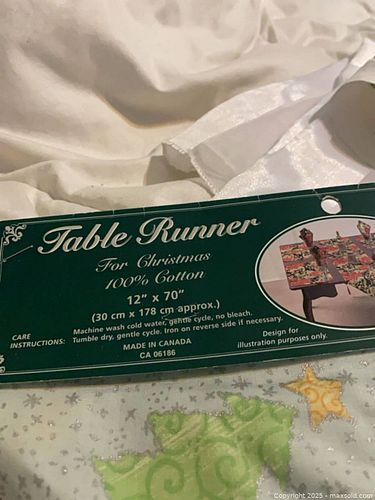 Table Runner
For Christmas
100% Cotton
12" x 70"
(30 cm x 178 cm approx.)
CARE INSTRUCTIONS:
Machine wash cold water, gentle cycle, no bleach.
Tumble dry, gentle cycle. Iron on reverse side if necessary.
MADE IN CANADA
CA 06186
Design for
illustration purposes only.
Copyright 2025 - maxsold.com